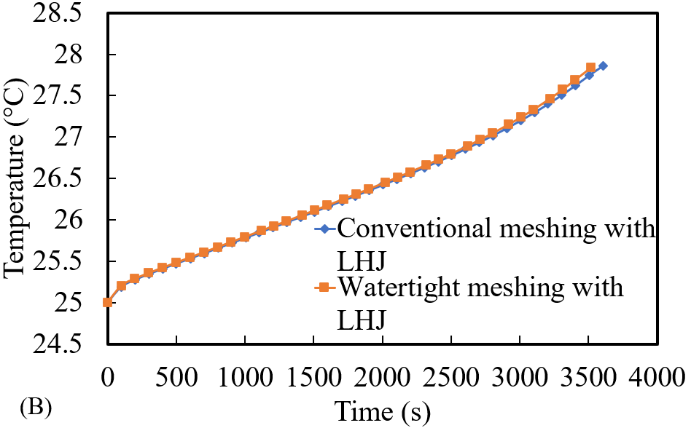 28.5
28
27.5
27
26.5
26
25.5
25
24.5
Temperature (°C)
Conventional meshing with
LHJ
Watertight meshing with
LHJ
0 500 1000 1500 2000 2500 3000 3500 4000
Time (s)
(B)